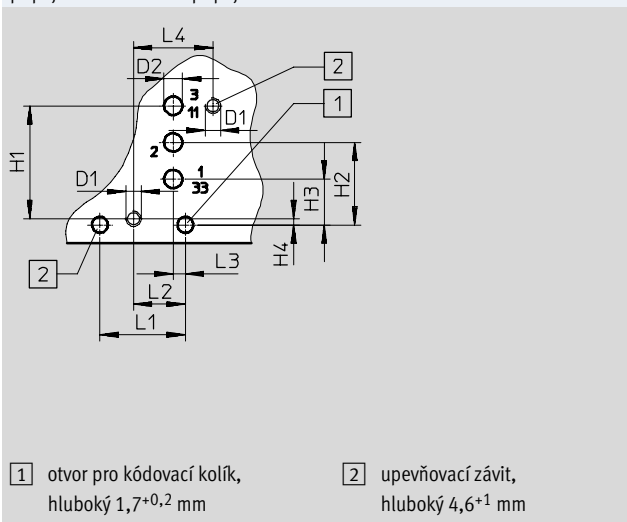 L4
D2
2
3
11
1
D1
H1
2
1
33
D1
H3
H2
H4
L3
2
L2
L1
1 otvor pro kódovací kolík,
hluboký 1,7+0,2 mm
2 upevňovací závit,
hluboký 4,6+1 mm